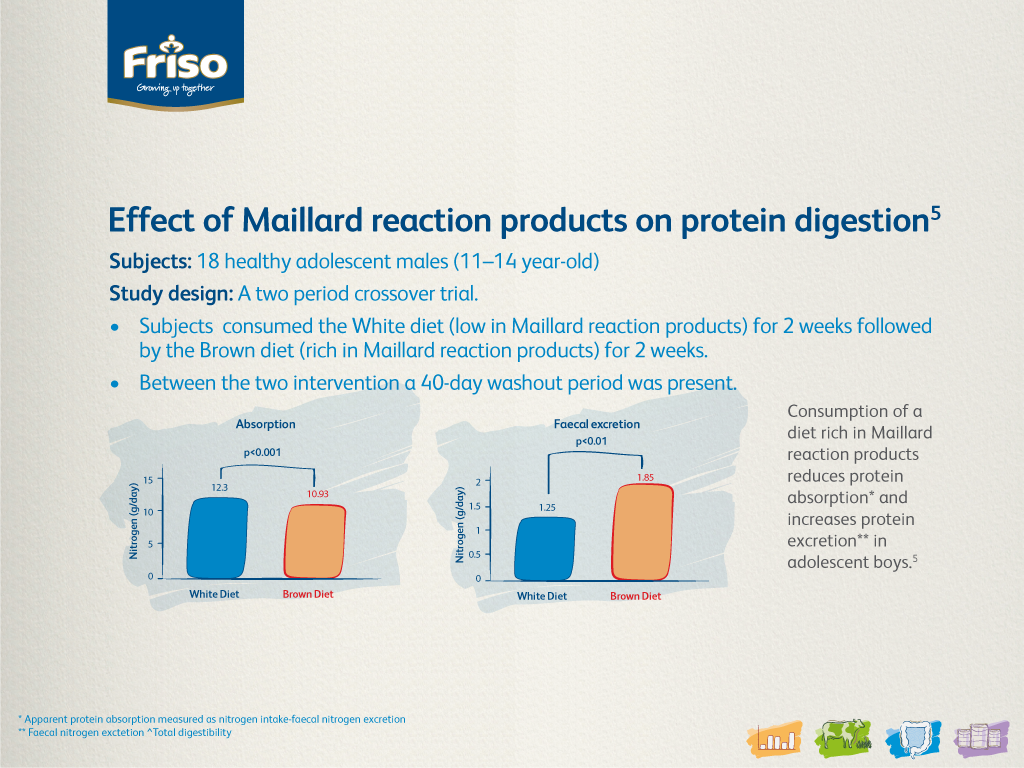 Friso
Growing up together
Effect of Maillard reaction products on protein digestion5
Subjects: 18 healthy adolescent males (11–14 year-old)
Study design: A two period crossover trial.
• Subjects consumed the White diet (low in Maillard reaction products) for 2 weeks followed
by the Brown diet (rich in Maillard reaction products) for 2 weeks.
• Between the two intervention a 40-day washout period was present.
Absorption
p<0.001
Nitrogen (g/day)
15
10
5
0
12.3
10.93
White Diet
Brown Diet
Faecal excretion
p<0.01
Nitrogen (g/day)
2
1.5
1
0.5
0
1.25
1.85
White Diet
Brown Diet
Consumption of a
diet rich in Maillard
reaction products
reduces protein
absorption* and
increases protein
excretion** in
adolescent boys.5
* Apparent protein absorption measured as nitrogen intake-faecal nitrogen excretion
** Faecal nitrogen exctetion ^Total digestibility